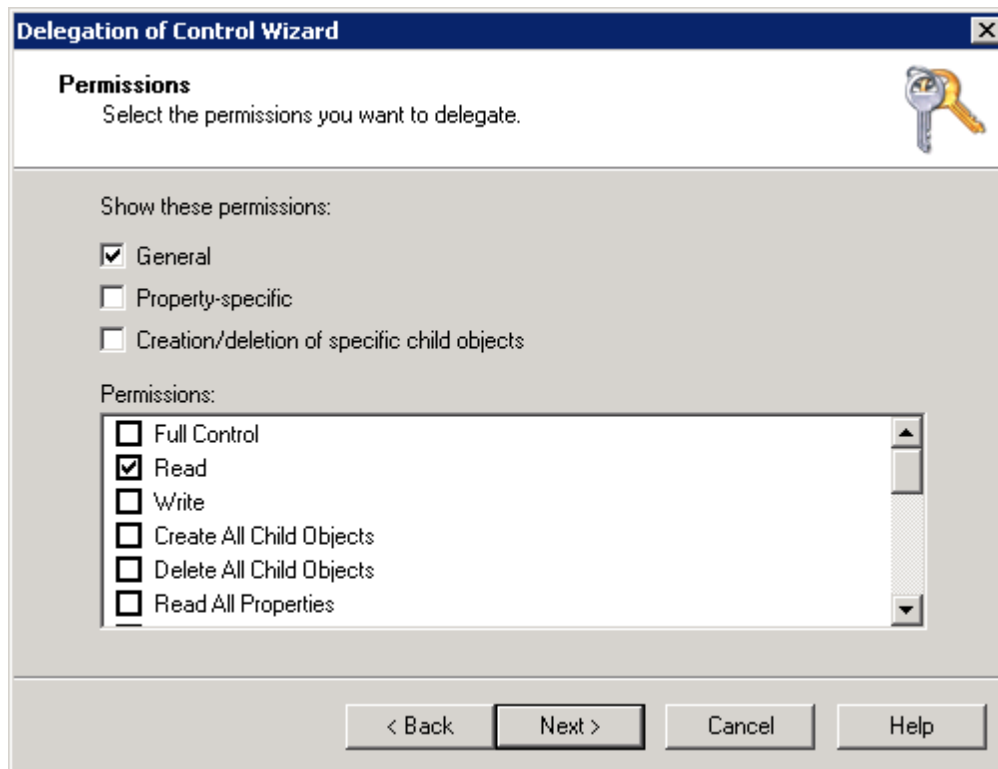 Delegation of Control Wizard
Permissions
Select the permissions you want to delegate.
Show these permissions:
General
Property-specific
Creation/deletion of specific child objects
Permissions:
Full Control
Read
Write
Create All Child Objects
Delete All Child Objects
Read All Properties
< Back Next > Cancel Help